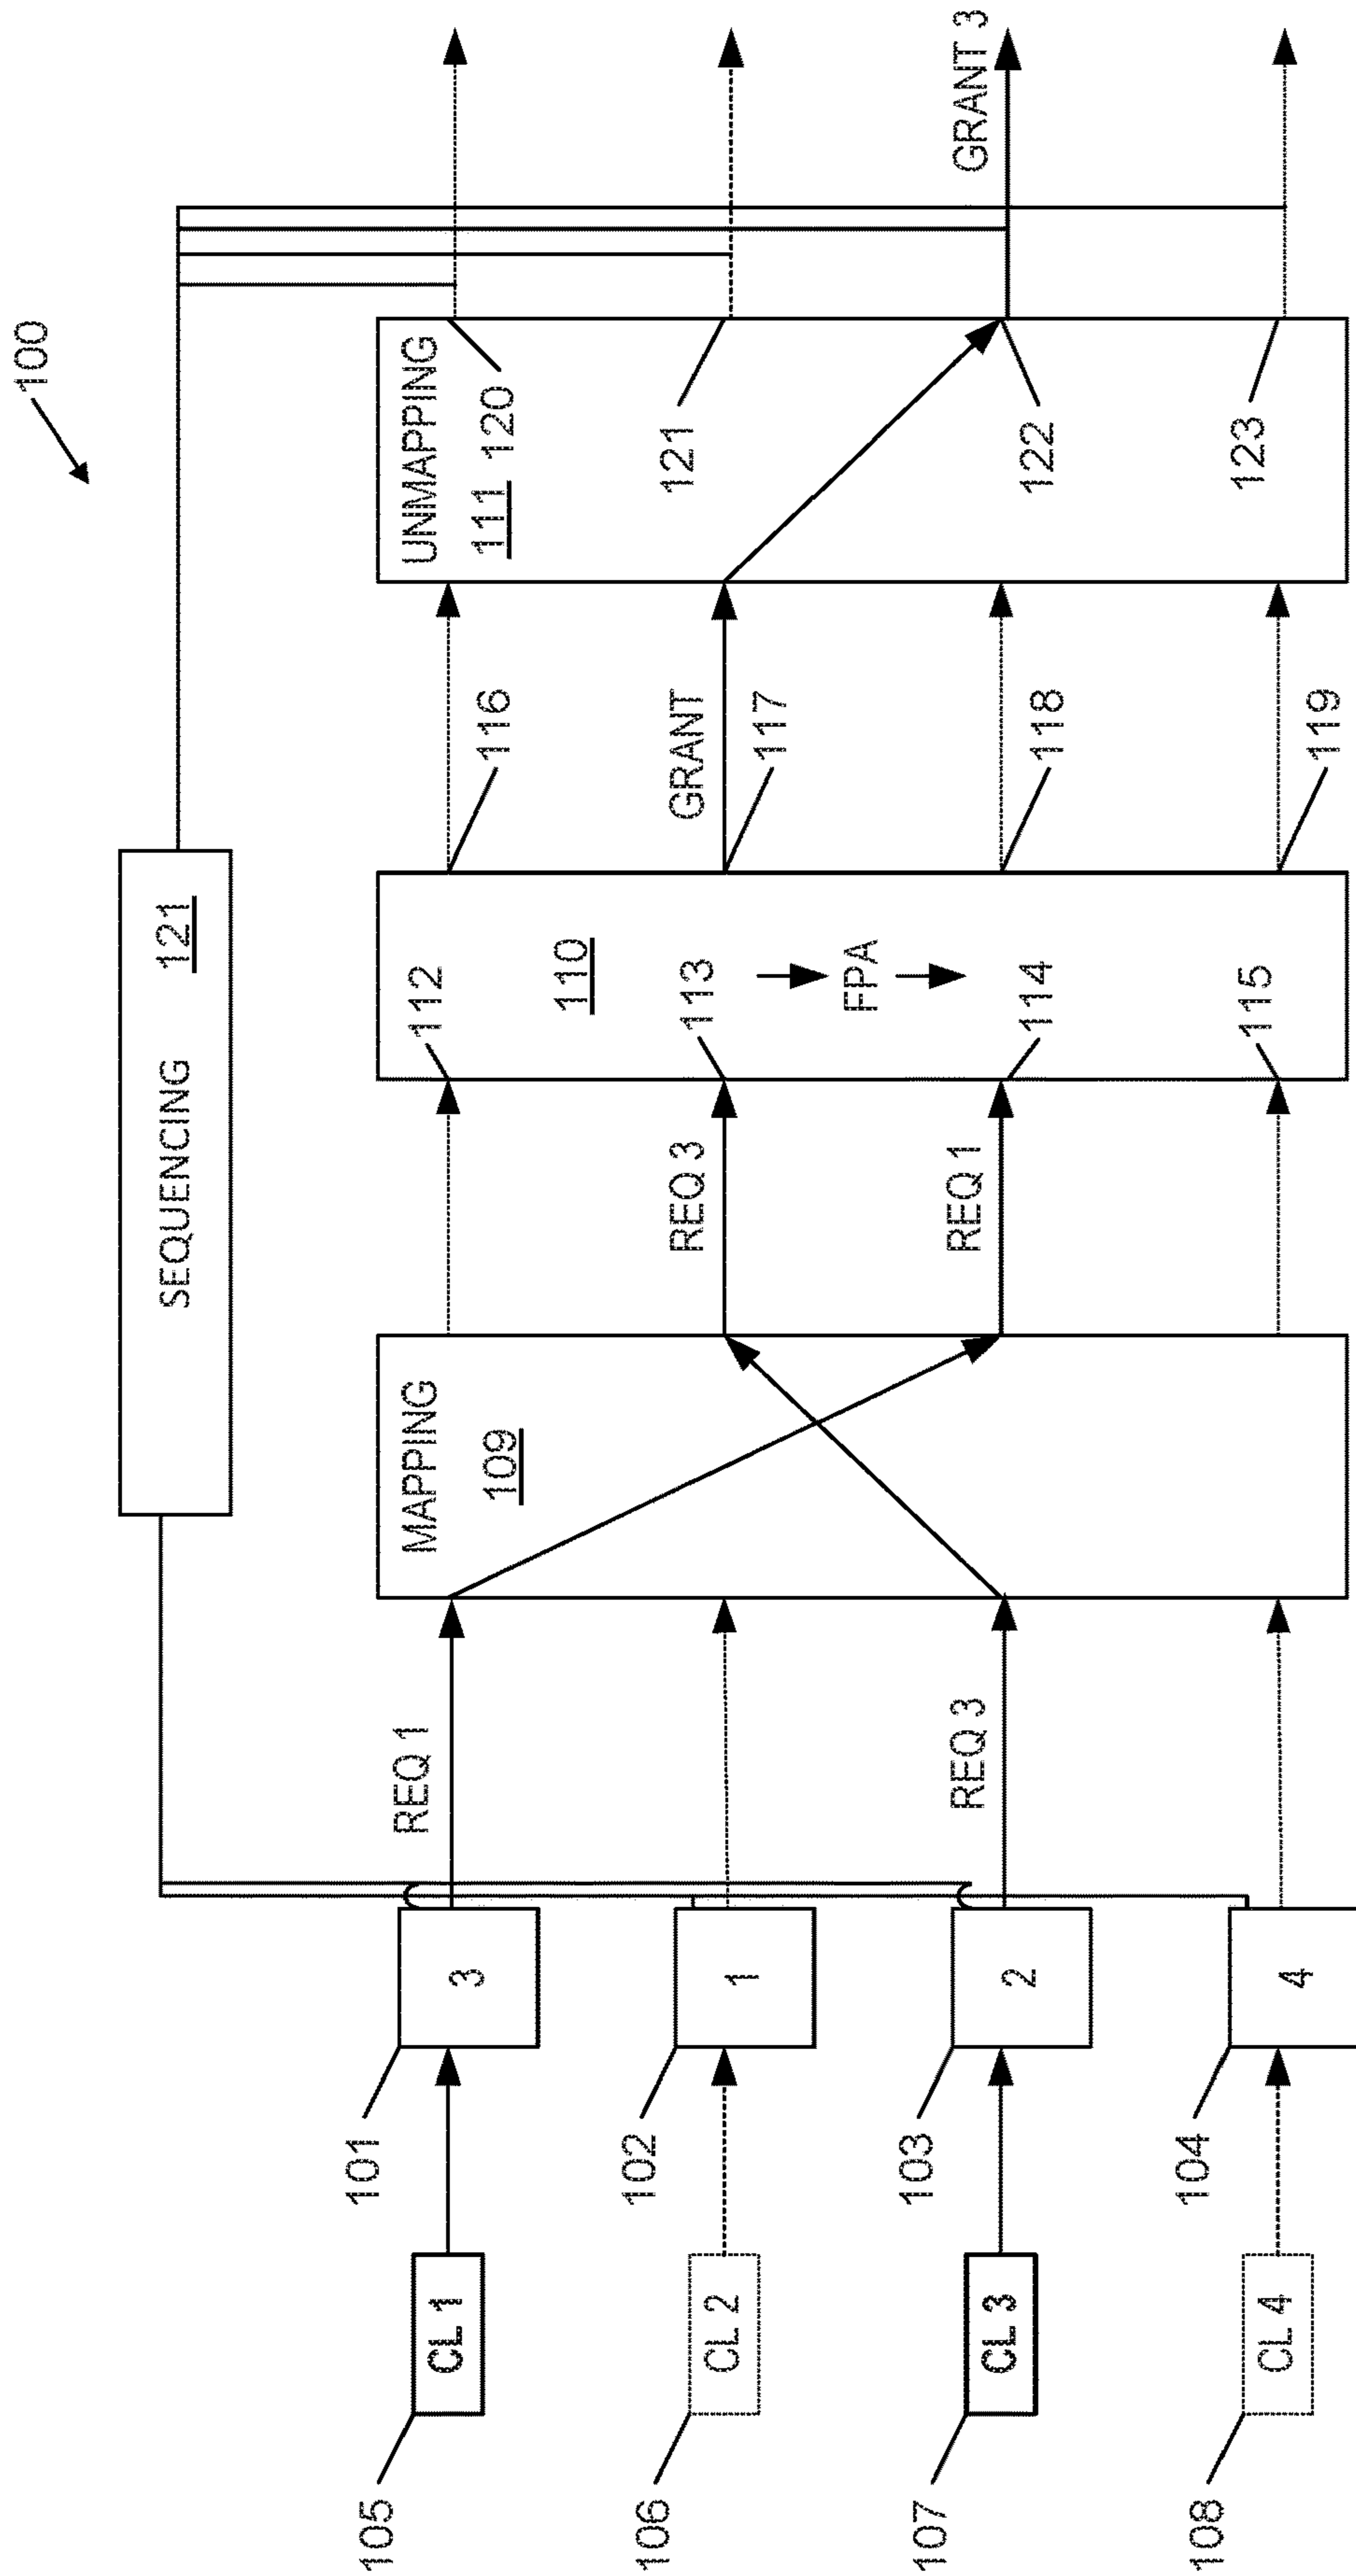 100
SEQUENCING
121
105
CL 1
101
3
REQ 1
106
CL 2
102
1
107
CL 3
103
2
REQ 3
108
CL 4
104
4
MAPPING
109
REQ 3
REQ 1
112
110
113
FPA
114
115
116
GRANT
117
118
119
UNMAPPING
111
120
121
122
123
GRANT 3